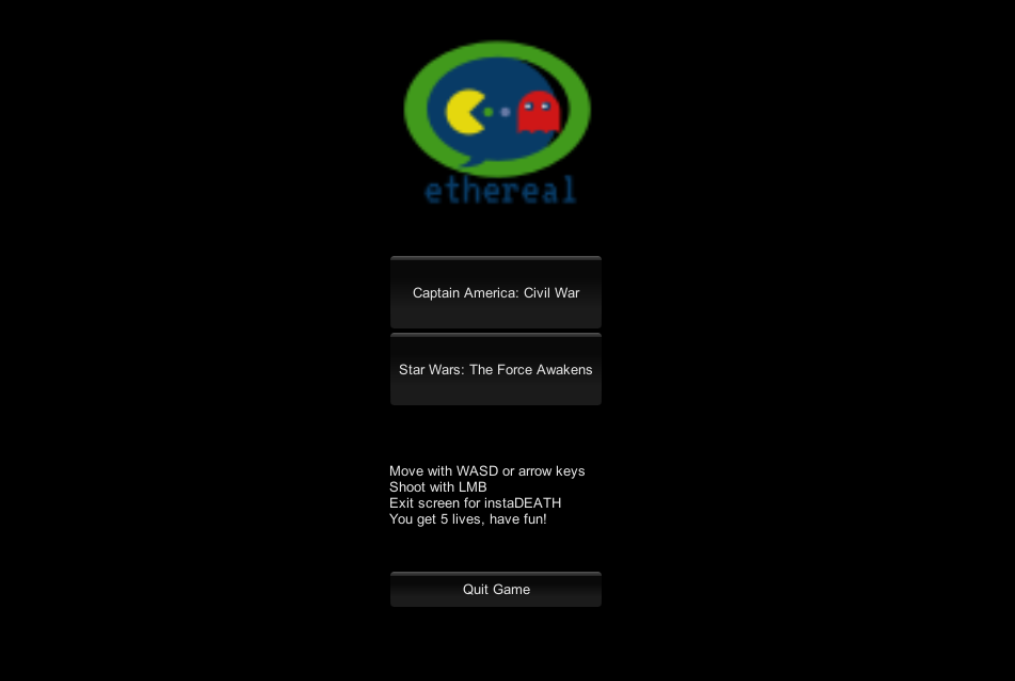 ethereal
Captain America: Civil War
Star Wars: The Force Awakens
Move with WASD or arrow keys
Shoot with LMB
Exit screen for instaDEATH
You get 5 lives, have fun!
Quit Game